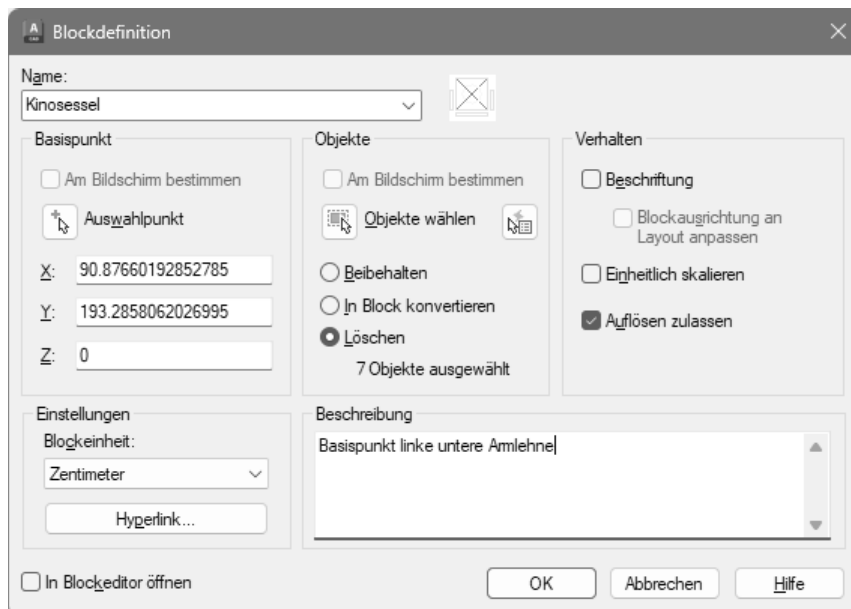 A CAD Blockdefinition
Name:
Kinosessel
Basispunkt
Am Bildschirm bestimmen
Auswahlpunkt
X: 90.87660192852785
Y: 193.2858062026995
Z: 0
Objekte
Am Bildschirm bestimmen
Objekte wählen
Beibehalten
In Block konvertieren
Löschen
7 Objekte ausgewählt
Verhalten
Beschriftung
Blockausrichtung an
Layout anpassen
Einheitlich skalieren
Auflösen zulassen
Einstellungen
Blockeinheit:
Zentimeter
Hyperlink...
Beschreibung
Basispunkt linke untere Armlehne
In Blockeditor öffnen
OK
Abbrechen
Hilfe